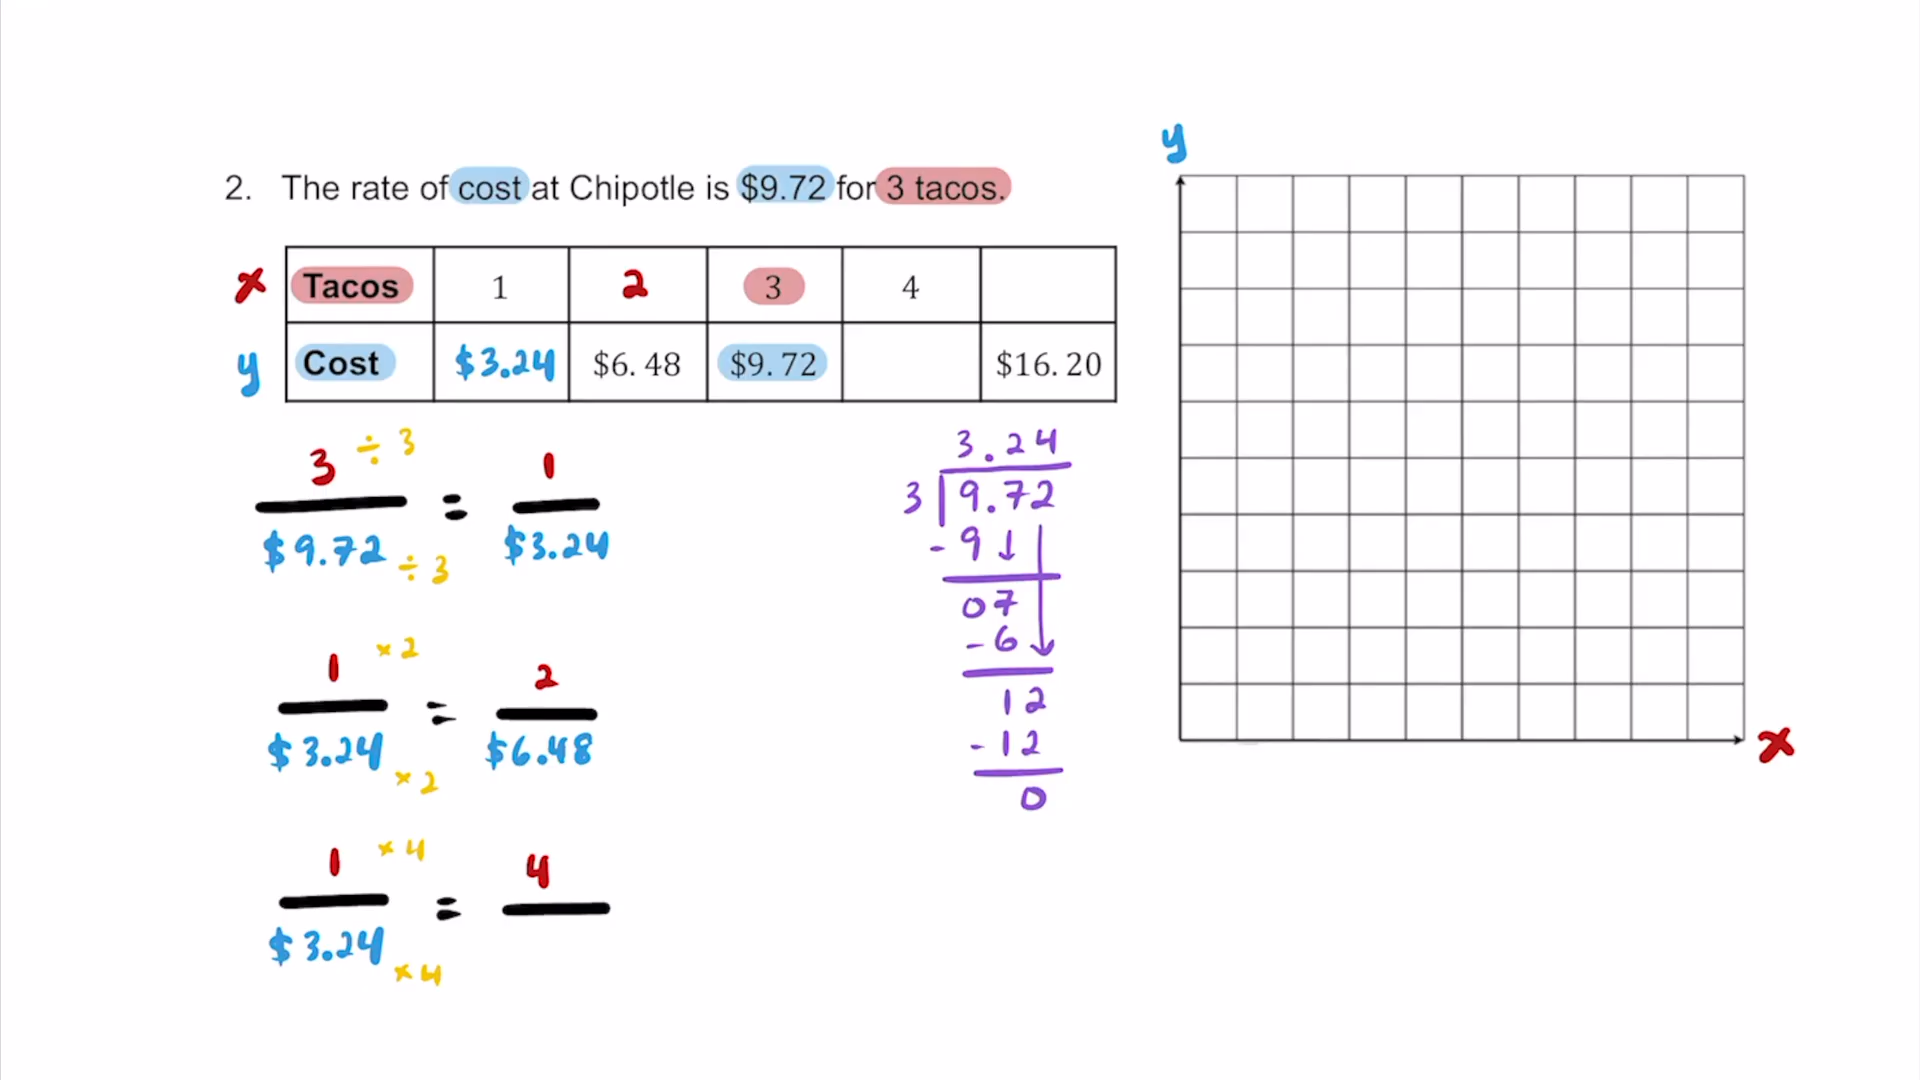 y
2. The rate of cost at Chipotle is $9.72 for 3 tacos.
x Tacos 1 2 3 4
y Cost $3.24 $6.48 $9.72 $16.20
3 ÷ 3 = 1
$9.72 ÷ 3 $3.24
1 × 2 = 2
$3.24 × 2 $6.48
1 × 4 = 4
$3.24 × 4
3.24
3 9.72
- 9
07
- 6
12
- 12
0
x